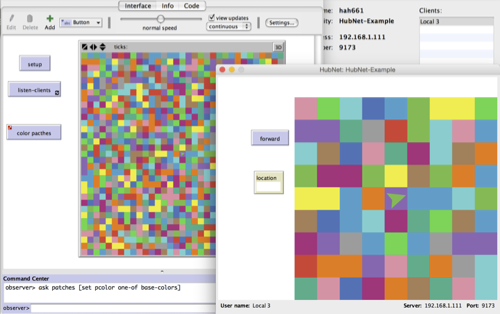 Interface Info Code
Edit Delete Add Button normal speed view updates continuous Settings...
hah661 Clients:
HubNet-Example Local 3
192.168.1.111
9173
ticks: 3D
setup
listen-clients
color pacthes
HubNet: HubNet-Example
forward
location
Command Center
observer> ask patches [set pcolor one-of base-colors]
observer>
User name: Local 3 Server: 192.168.1.111 Port: 9173